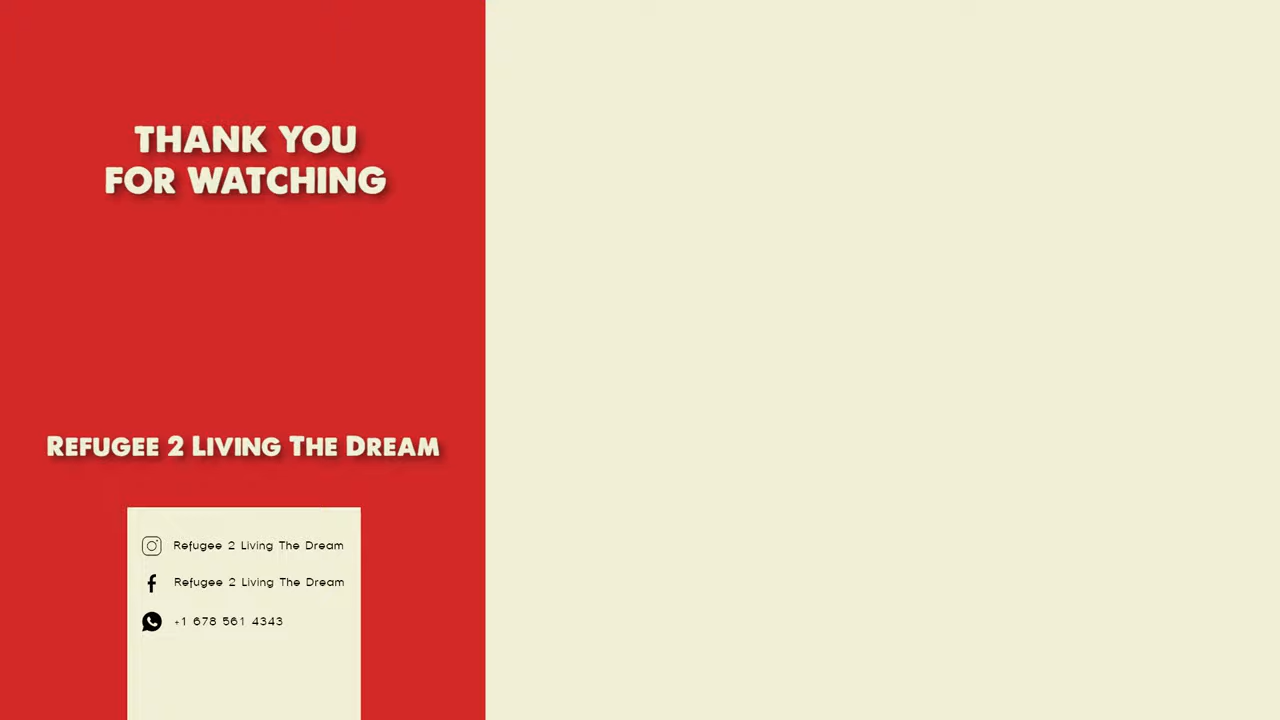 THANK YOU
FOR WATCHING
REFUGEE 2 LIVING THE DREAM
Refugee 2 Living The Dream
Refugee 2 Living The Dream
+1 678 561 4343